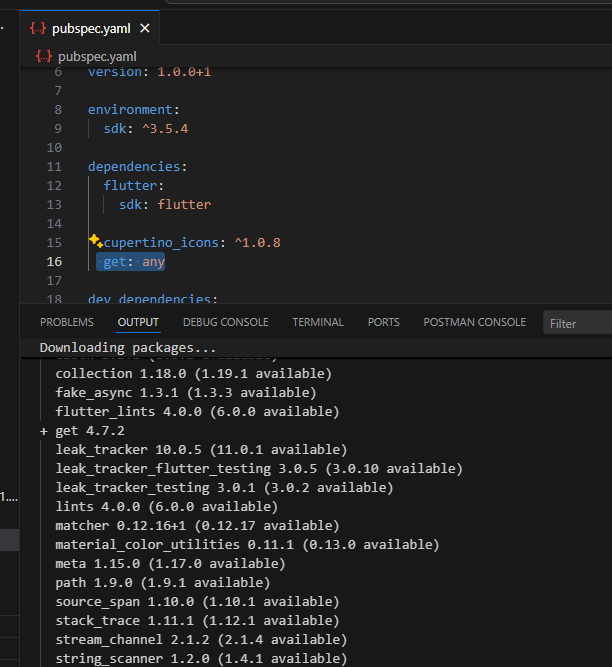 {..} pubspec.yaml ×
{..} pubspec.yaml
6 version: 1.0.0+1
7
8 environment:
9 sdk: ^3.5.4
10
11 dependencies:
12 flutter:
13 sdk: flutter
14
15 cupertino_icons: ^1.0.8
16 get: any
17
18 dev_dependencies:
PROBLEMS OUTPUT DEBUG CONSOLE TERMINAL PORTS POSTMAN CONSOLE Filter
Downloading packages...
collection 1.18.0 (1.19.1 available)
fake_async 1.3.1 (1.3.3 available)
flutter_lints 4.0.0 (6.0.0 available)
+ get 4.7.2
leak_tracker 10.0.5 (11.0.1 available)
leak_tracker_flutter_testing 3.0.5 (3.0.10 available)
leak_tracker_testing 3.0.1 (3.0.2 available)
lints 4.0.0 (6.0.0 available)
matcher 0.12.16+1 (0.12.17 available)
material_color_utilities 0.11.1 (0.13.0 available)
meta 1.15.0 (1.17.0 available)
path 1.9.0 (1.9.1 available)
source_span 1.10.0 (1.10.1 available)
stack_trace 1.11.1 (1.12.1 available)
stream_channel 2.1.2 (2.1.4 available)
string_scanner 1.2.0 (1.4.1 available)
1....